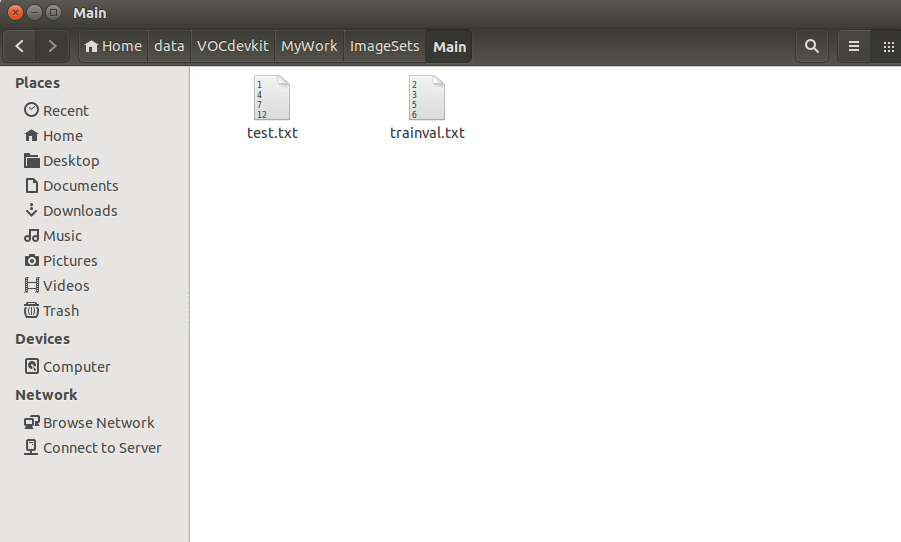 Main
Home data VOCdevkit MyWork ImageSets Main
Places
Recent
Home
Desktop
Documents
Downloads
Music
Pictures
Videos
Trash
Devices
Computer
Network
Browse Network
Connect to Server
1
4
7
12
test.txt
2
3
5
6
trainval.txt